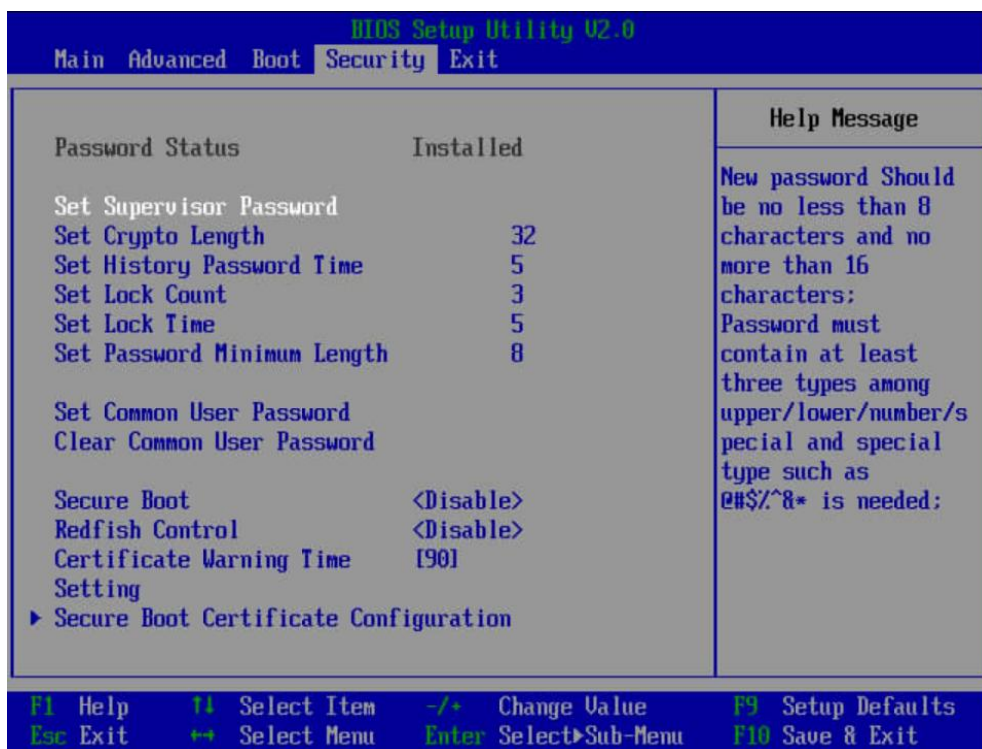 BIOS Setup Utility V2.0
Main Advanced Boot Security Exit
Password Status Installed
Set Supervisor Password
Set Crypto Length 32
Set History Password Time 5
Set Lock Count 3
Set Lock Time 5
Set Password Minimum Length 8
Set Common User Password
Clear Common User Password
Secure Boot <Disable>
Redfish Control <Disable>
Certificate Warning Time [90]
Setting
▶ Secure Boot Certificate Configuration
Help Message
New password Should
be no less than 8
characters and no
more than 16
characters;
Password must
contain at least
three types among
upper/lower/number/s
pecial and special
type such as
@#$%^&* is needed;
F1 Help ↑↓ Select Item -/+ Change Value F9 Setup Defaults
Esc Exit ↔ Select Menu Enter Select▶Sub-Menu F10 Save & Exit